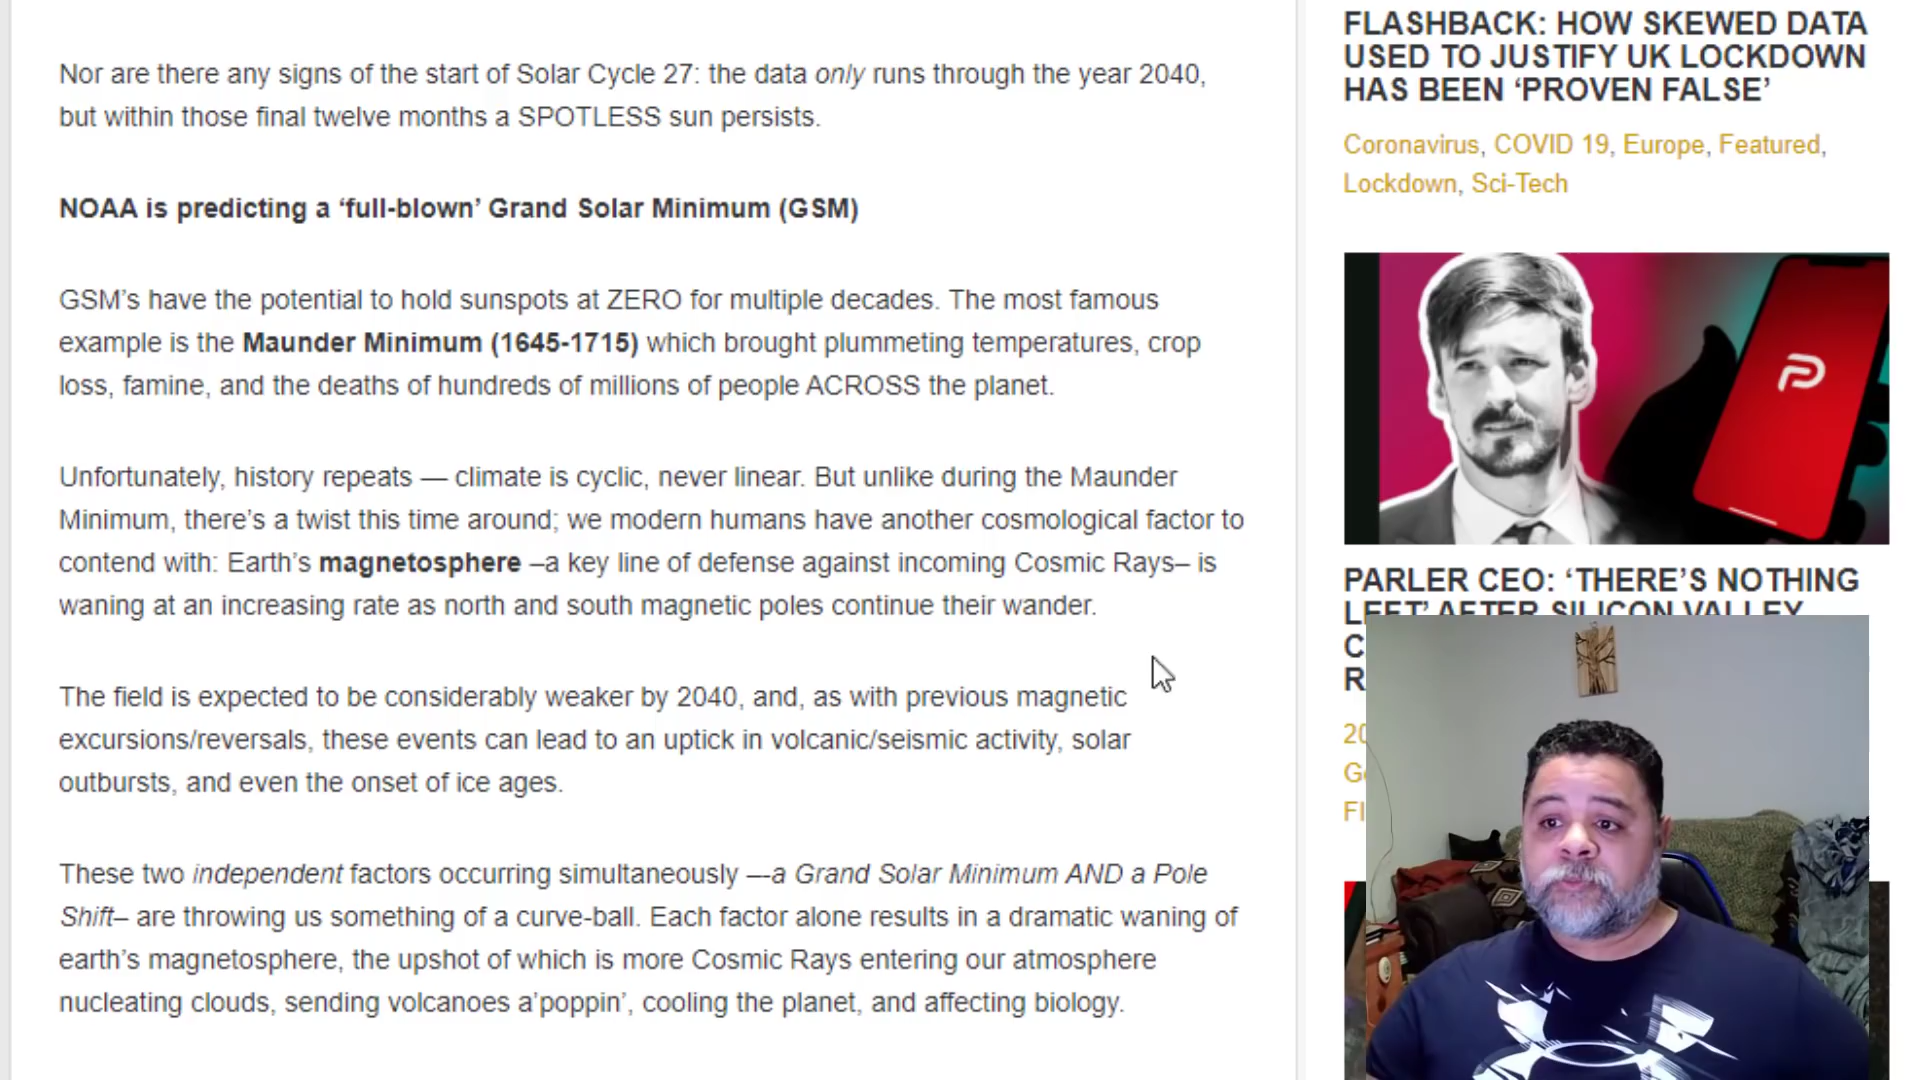 Nor are there any signs of the start of Solar Cycle 27: the data only runs through the year 2040,
but within those final twelve months a SPOTLESS sun persists.
NOAA is predicting a ‘full-blown’ Grand Solar Minimum (GSM)
GSM’s have the potential to hold sunspots at ZERO for multiple decades. The most famous
example is the Maunder Minimum (1645-1715) which brought plummeting temperatures, crop
loss, famine, and the deaths of hundreds of millions of people ACROSS the planet.
Unfortunately, history repeats — climate is cyclic, never linear. But unlike during the Maunder
Minimum, there’s a twist this time around; we modern humans have another cosmological factor to
contend with: Earth’s magnetosphere –a key line of defense against incoming Cosmic Rays– is
waning at an increasing rate as north and south magnetic poles continue their wander.
The field is expected to be considerably weaker by 2040, and, as with previous magnetic
excursions/reversals, these events can lead to an uptick in volcanic/seismic activity, solar
outbursts, and even the onset of ice ages.
These two independent factors occurring simultaneously —a Grand Solar Minimum AND a Pole
Shift– are throwing us something of a curve-ball. Each factor alone results in a dramatic waning of
earth’s magnetosphere, the upshot of which is more Cosmic Rays entering our atmosphere
nucleating clouds, sending volcanoes a’poppin’, cooling the planet, and affecting biology.
FLASHBACK: HOW SKEWED DATA
USED TO JUSTIFY UK LOCKDOWN
HAS BEEN ‘PROVEN FALSE’
Coronavirus, COVID 19, Europe, Featured,
Lockdown, Sci-Tech
PARLER CEO: ‘THERE’S NOTHING
LEFT’ AFTER SILICON VALLEY
C
R
20
G
Fl